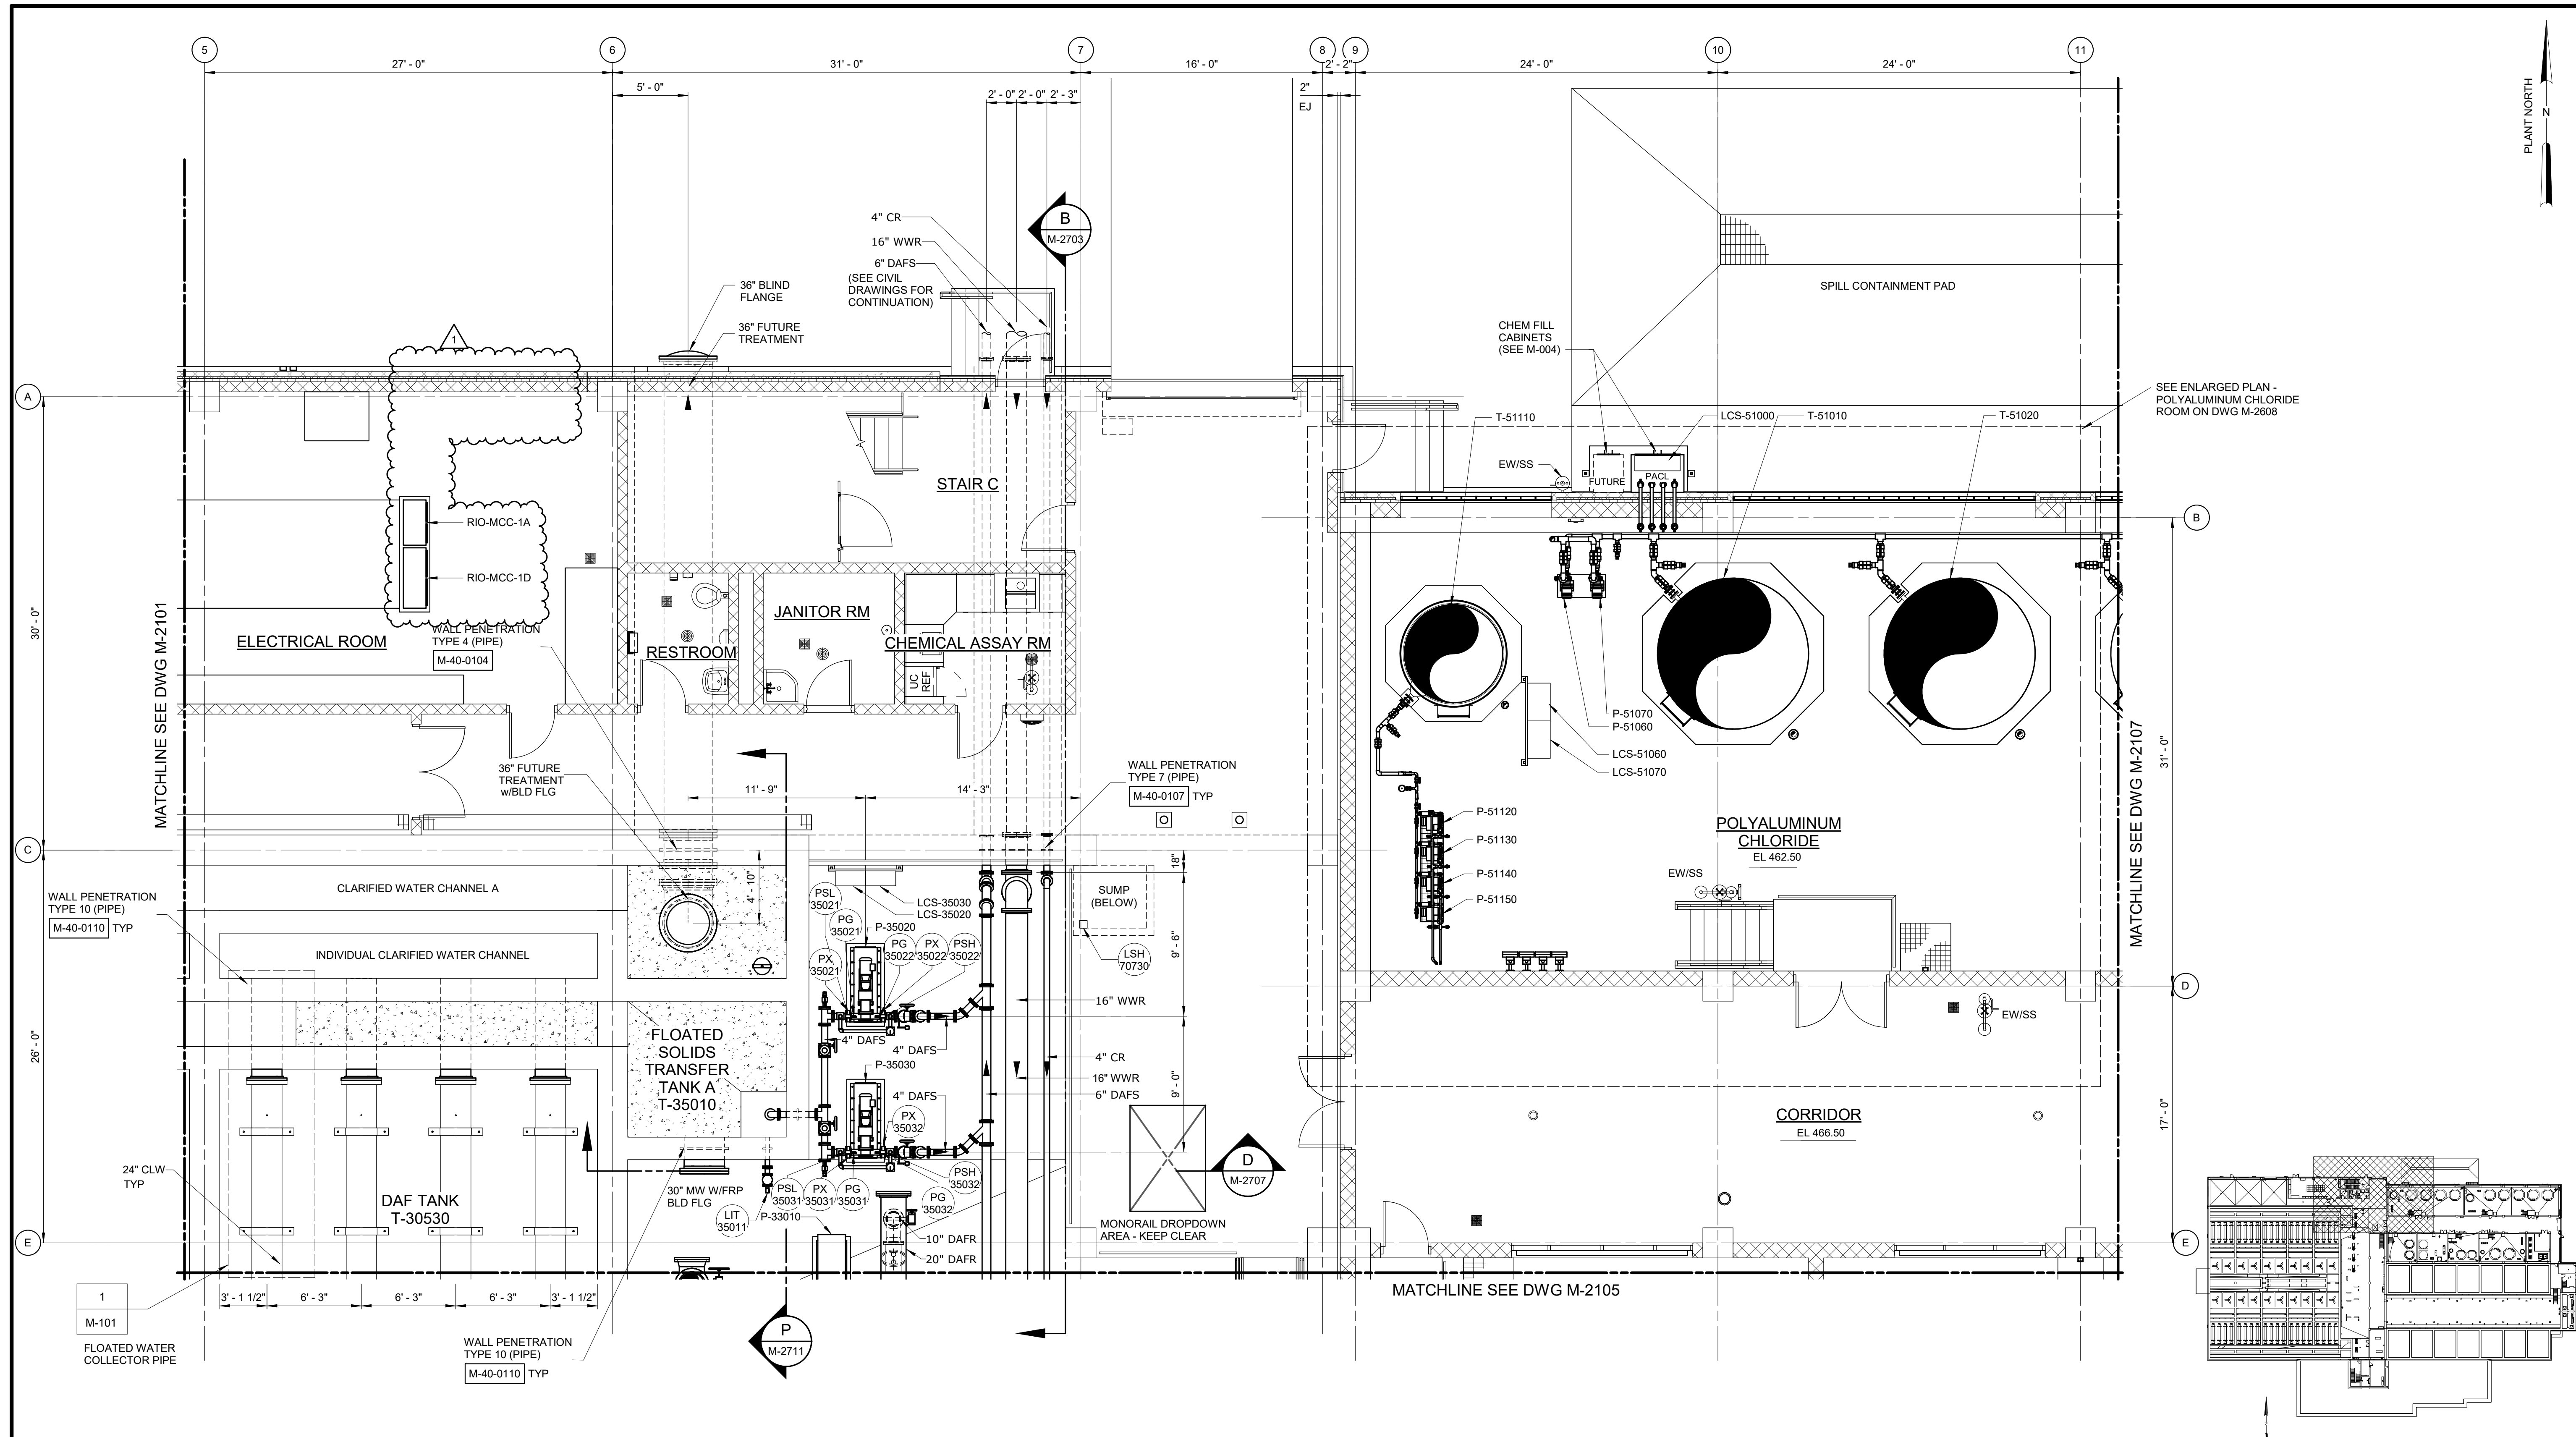 5
6
7
8
9
10
11
27' - 0"
31' - 0"
16' - 0"
2' - 2"
24' - 0"
24' - 0"
5' - 0"
2' - 0"
2' - 0"
2' - 3"
2"
EJ
PLANT NORTH
N
B
M-2703
4" CR
16" WWR
6" DAFS
(SEE CIVIL
DRAWINGS FOR
CONTINUATION)
36" BLIND
FLANGE
36" FUTURE
TREATMENT
1
SPILL CONTAINMENT PAD
CHEM FILL
CABINETS
(SEE M-004)
SEE ENLARGED PLAN -
POLYALUMINUM CHLORIDE
ROOM ON DWG M-2608
A
T-51110
LCS-51000
T-51010
T-51020
EW/SS
FUTURE
PACL
STAIR C
B
RIO-MCC-1A
RIO-MCC-1D
30' - 0"
MATCHLINE SEE DWG M-2101
ELECTRICAL ROOM
WALL PENETRATION
TYPE 4 (PIPE)
M-40-0104
RESTROOM
JANITOR RM
CHEMICAL ASSAY RM
UC
REF
P-51070
P-51060
LCS-51060
LCS-51070
31' - 0"
MATCHLINE SEE DWG M-2107
36" FUTURE
TREATMENT
w/BLD FLG
11' - 9"
14' - 3"
WALL PENETRATION
TYPE 7 (PIPE)
M-40-0107 TYP
P-51120
P-51130
P-51140
P-51150
POLYALUMINUM
CHLORIDE
EL 462.50
C
18"
CLARIFIED WATER CHANNEL A
4' - 10"
WALL PENETRATION
TYPE 10 (PIPE)
M-40-0110 TYP
PSL
35021
PG
35021
LCS-35030
LCS-35020
P-35020
PX
35021
PG
35022
PX
35022
PSH
35022
SUMP
(BELOW)
9' - 6"
LSH
70730
EW/SS
INDIVIDUAL CLARIFIED WATER CHANNEL
D
16" WWR
EW/SS
26' - 0"
FLOATED
SOLIDS
TRANSFER
TANK A
T-35010
4" DAFS
4" DAFS
P-35030
4" DAFS
PX
35032
4" CR
16" WWR
6" DAFS
9' - 0"
CORRIDOR
EL 466.50
17' - 0"
D
M-2707
24" CLW
TYP
DAF TANK
T-30530
30" MW W/FRP
BLD FLG
LIT
35011
PSL
35031
PX
35031
PG
35031
PSH
35032
PG
35032
P-33010
10" DAFR
20" DAFR
MONORAIL DROPDOWN
AREA - KEEP CLEAR
E
E
MATCHLINE SEE DWG M-2105
1
M-101
3' - 1 1/2"
6' - 3"
6' - 3"
6' - 3"
3' - 1 1/2"
FLOATED WATER
COLLECTOR PIPE
WALL PENETRATION
TYPE 10 (PIPE)
M-40-0110 TYP
P
M-2711